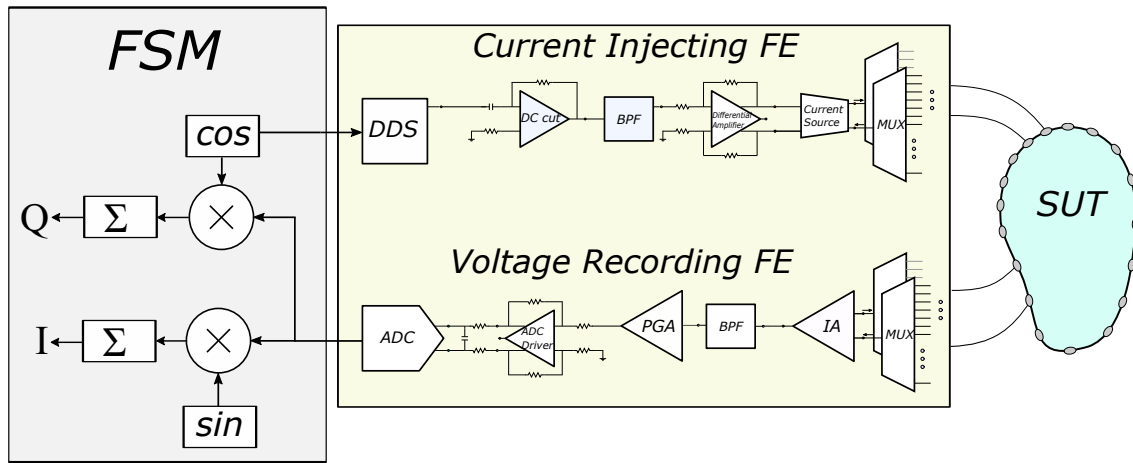 FSM
cos
Q
Σ
×
I
Σ
×
sin
Current Injecting FE
DDS
DC cut
BPF
Differential
Amplifier
Current
Source
MUX
Voltage Recording FE
ADC
ADC
Driver
PGA
BPF
IA
MUX
SUT